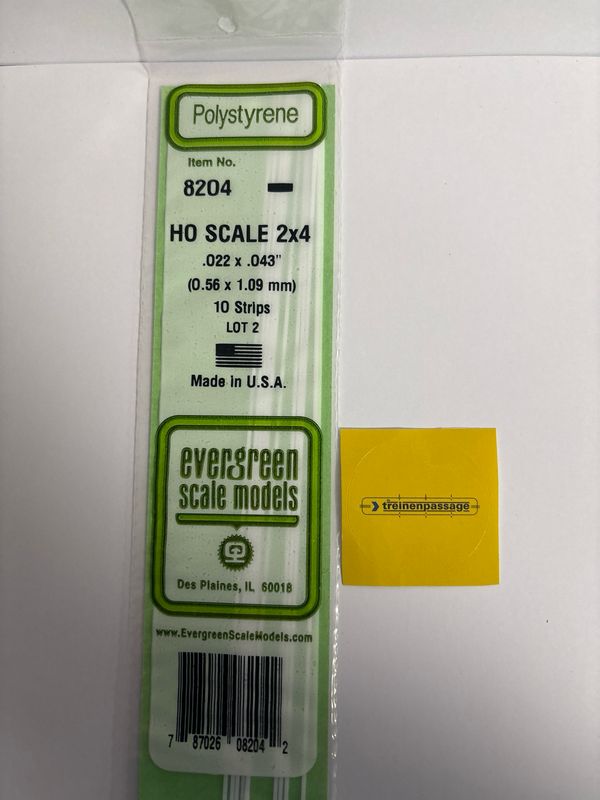 Polystyrene
Item No.
8204
HO SCALE 2x4
.022 x .043"
(0.56 x 1.09 mm)
10 Strips
LOT 2
Made in U.S.A.
evergreen
scale models
Des Plaines, IL 60018
www.EvergreenScaleModels.com
7 87026 08204 2
de treinenpassage